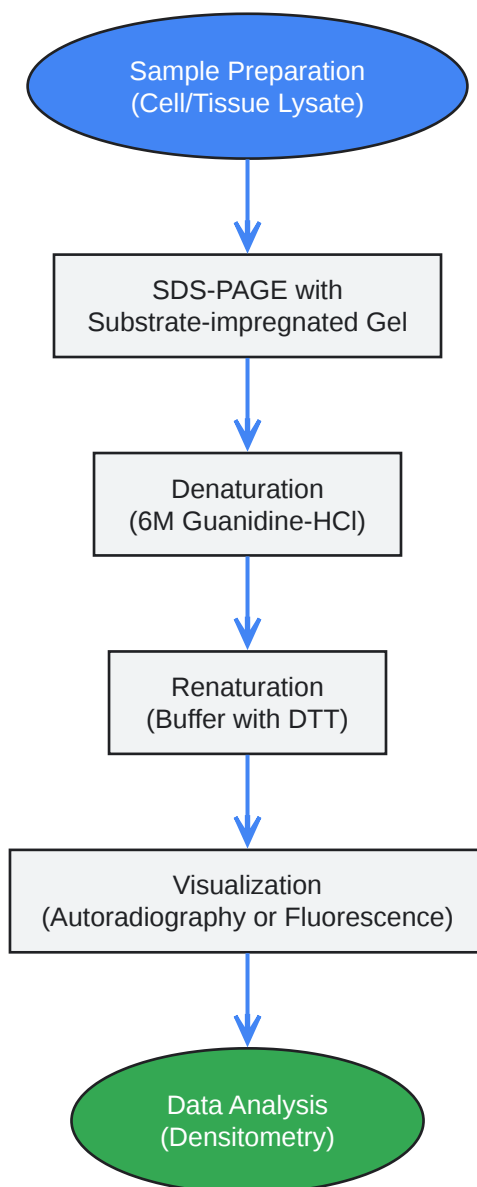 Sample Preparation
(Cell/Tissue Lysate)
SDS-PAGE with
Substrate-impregnated Gel
Denaturation
(6M Guanidine-HCl)
Renaturation
(Buffer with DTT)
Visualization
(Autoradiography or Fluorescence)
Data Analysis
(Densitometry)